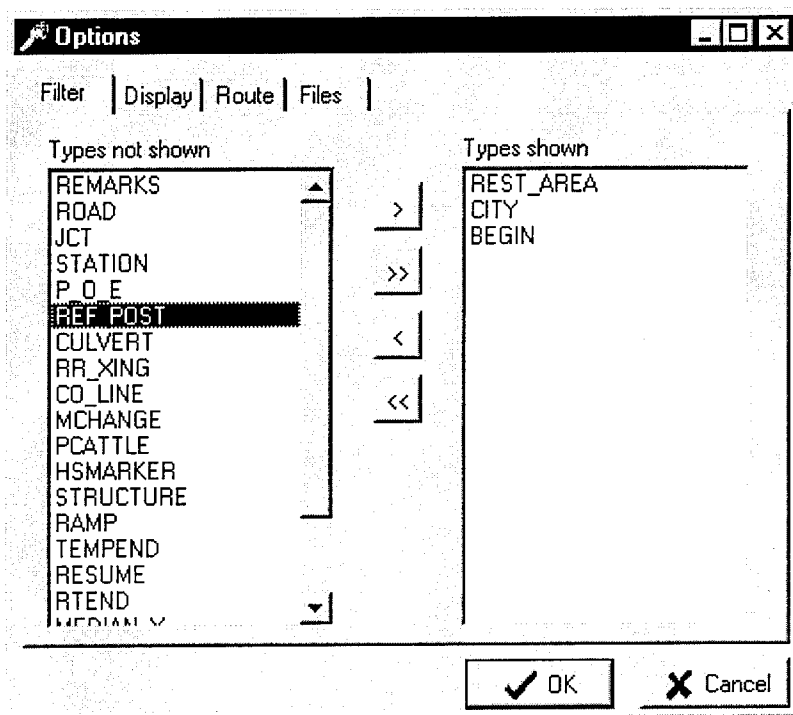 Options
Filter Display Route Files
Types not shown
REMARKS
ROAD
JCT
STATION
P_O_E
REF_POST
CULVERT
RR_XING
CO_LINE
MCHANGE
PCATTLE
HSMARKER
STRUCTURE
RAMP
TEMPEND
RESUME
RTEND
>
>>
<
<<
Types shown
REST_AREA
CITY
BEGIN
OK
Cancel